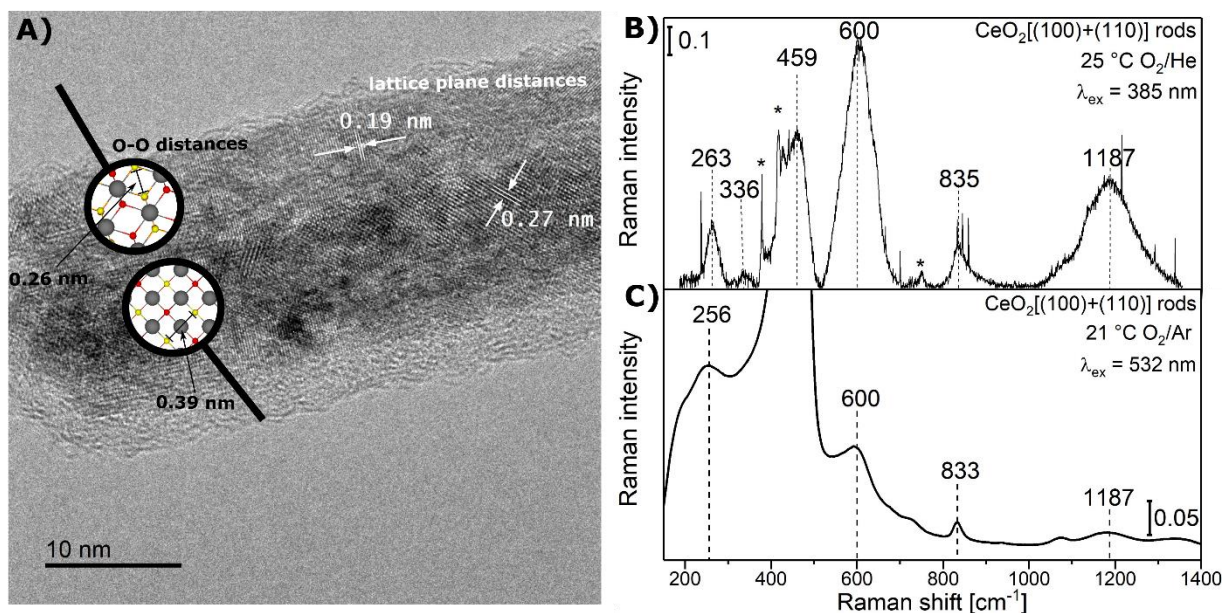 A)
lattice plane distances
0.19 nm
O-O distances
0.27 nm
0.26 nm
0.39 nm
10 nm
B)
0.1
CeO2[(100)+(110)] rods
25 °C O2/He
λex = 385 nm
Raman intensity
263
336
*
*
459
600
*
835
1187
C)
CeO2[(100)+(110)] rods
21 °C O2/Ar
λex = 532 nm
Raman intensity
256
600
833
1187
0.05
200 400 600 800 1000 1200 1400
Raman shift [cm-1]